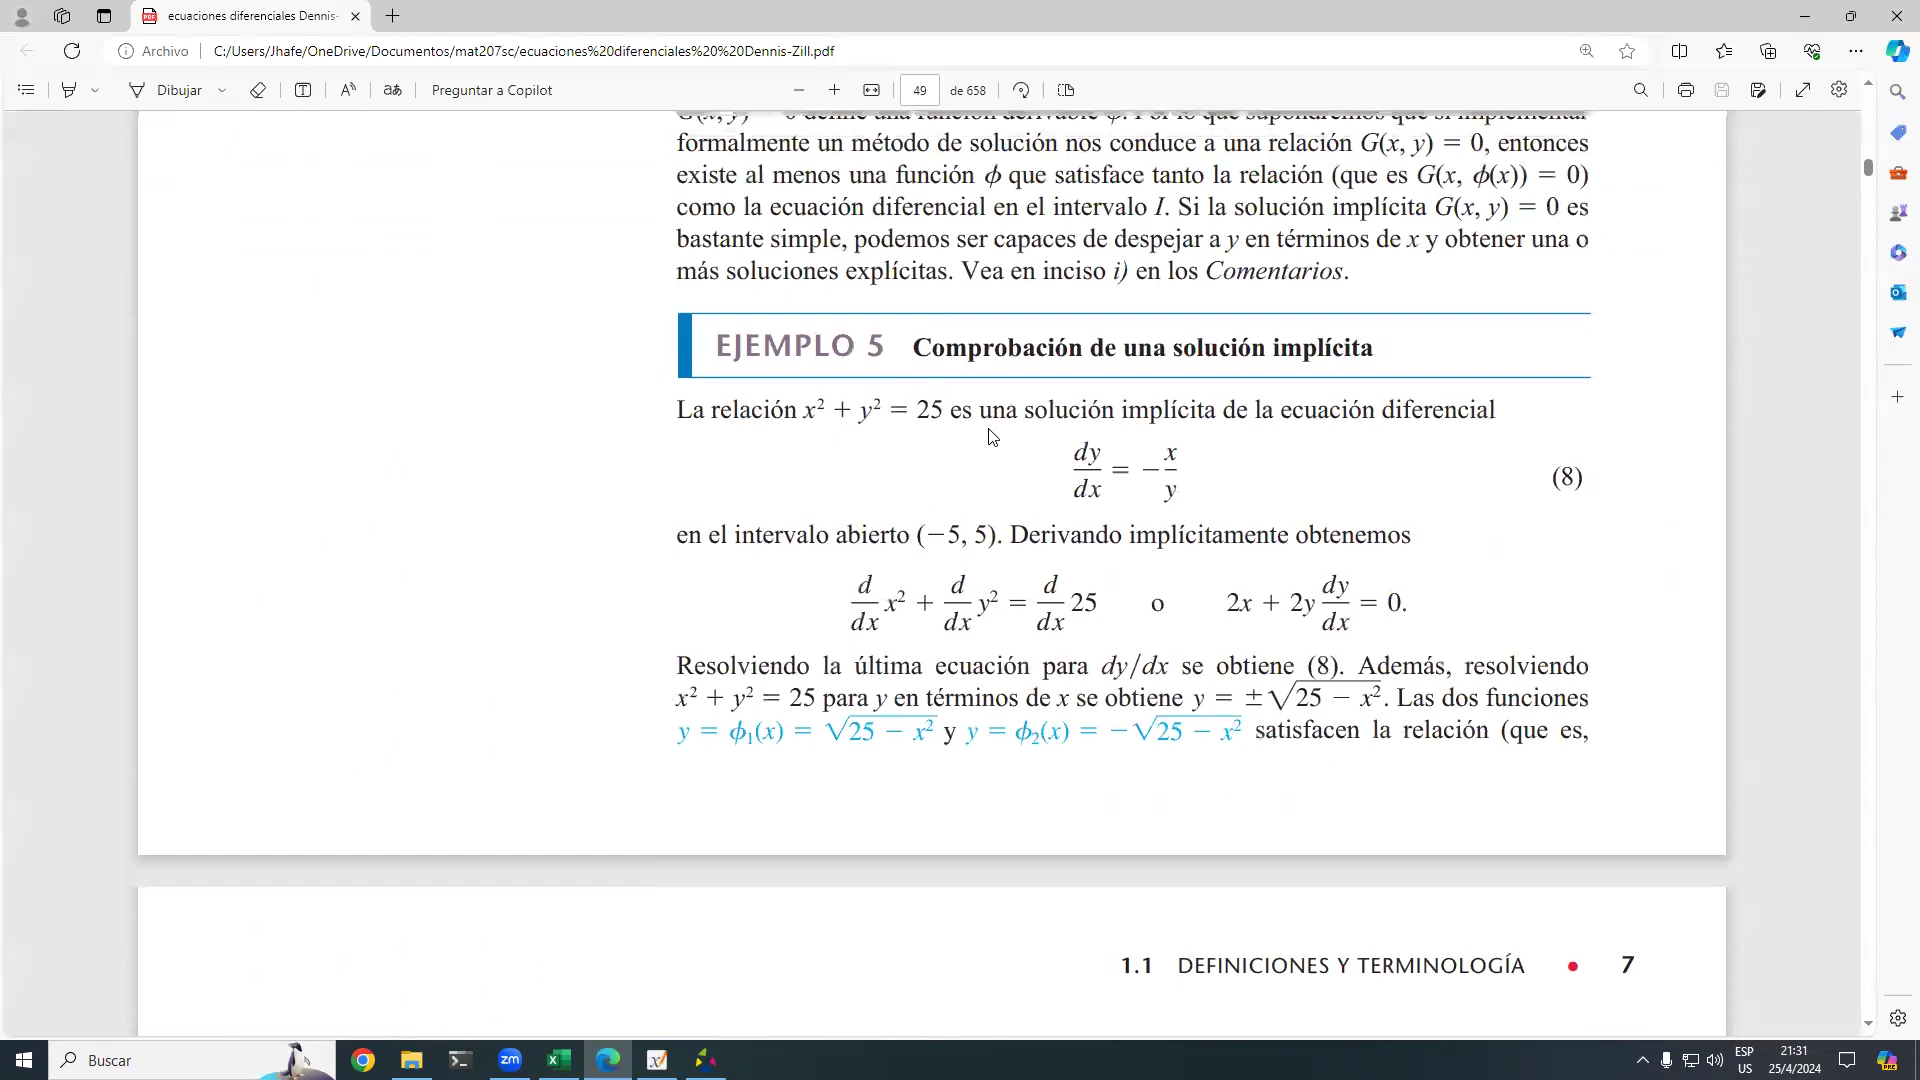 ecuaciones diferenciales Dennis-
Archivo
C:/Users/Jhafe/OneDrive/Documentos/mat207sc/ecuaciones%20diferenciales%20%20Dennis-Zill.pdf
Dibujar
Preguntar a Copilot
49
de 658
formalmente un método de solución nos conduce a una relación G(x, y) = 0, entonces
existe al menos una función ϕ que satisface tanto la relación (que es G(x, ϕ(x)) = 0)
como la ecuación diferencial en el intervalo I. Si la solución implícita G(x, y) = 0 es
bastante simple, podemos ser capaces de despejar a y en términos de x y obtener una o
más soluciones explícitas. Vea en inciso i) en los Comentarios.
EJEMPLO 5 Comprobación de una solución implícita
La relación x² + y² = 25 es una solución implícita de la ecuación diferencial
dy/dx = −x/y (8)
en el intervalo abierto (−5, 5). Derivando implícitamente obtenemos
d/dx x² + d/dx y² = d/dx 25 o 2x + 2y dy/dx = 0.
Resolviendo la última ecuación para dy/dx se obtiene (8). Además, resolviendo
x² + y² = 25 para y en términos de x se obtiene y = ±√25 − x². Las dos funciones
y = ϕ₁(x) = √25 − x² y y = ϕ₂(x) = −√25 − x² satisfacen la relación (que es,
1.1 DEFINICIONES Y TERMINOLOGÍA • 7
Buscar
zm
ESP
US
21:31
25/4/2024